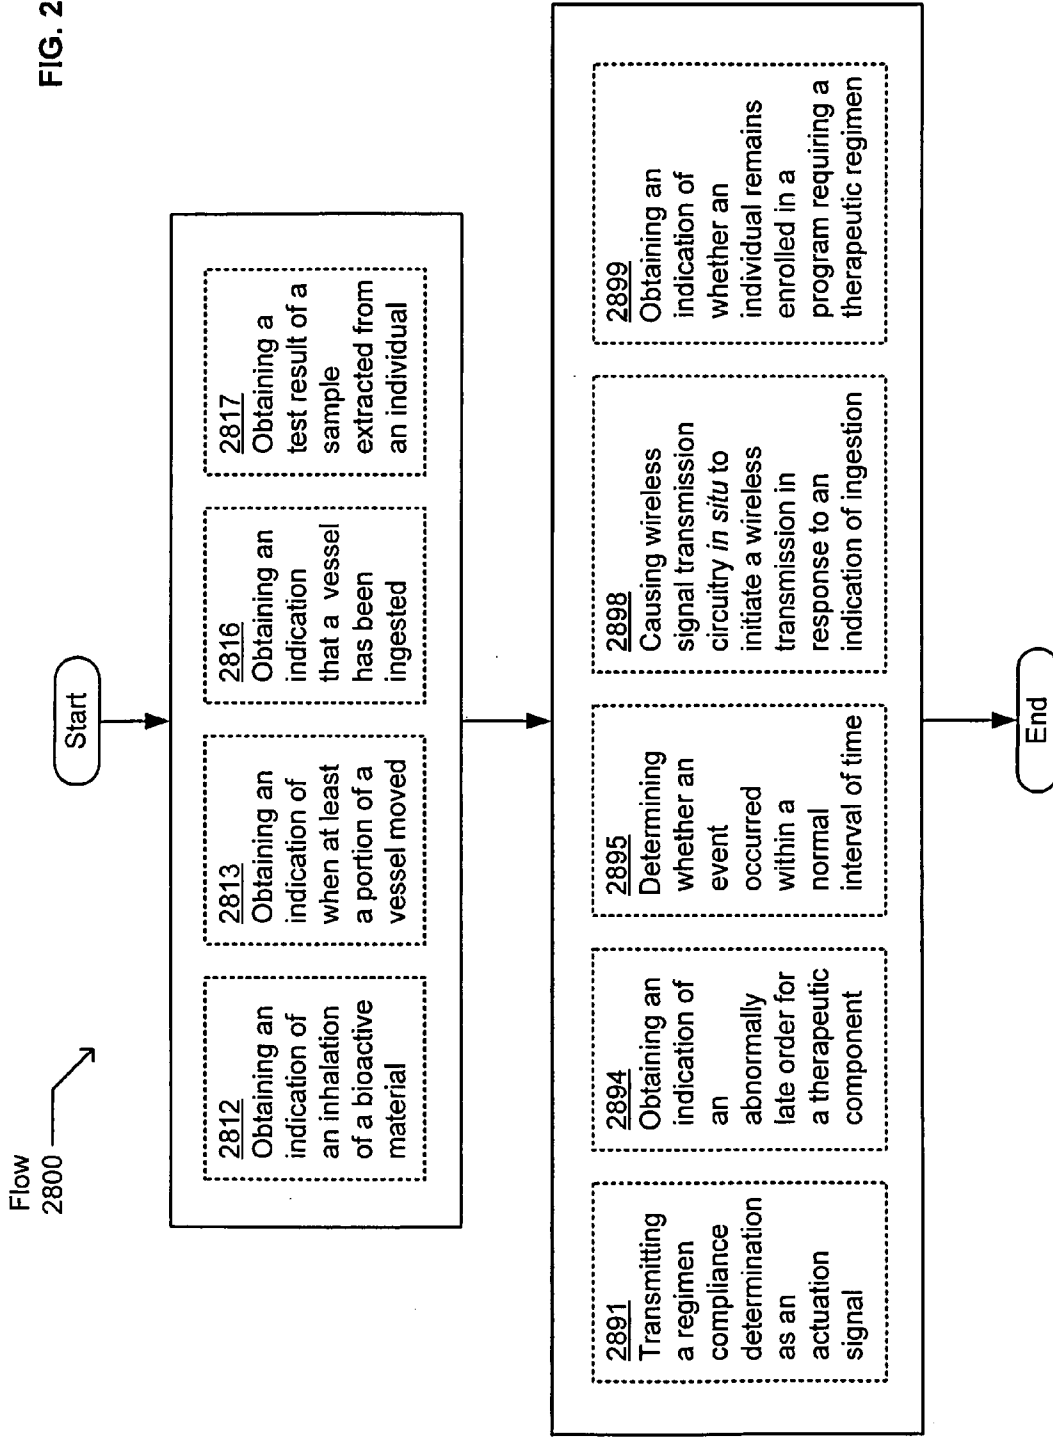 FIG. 2
Flow
2800
Start
2812
Obtaining an
indication of
an inhalation
of a bioactive
material
2813
Obtaining an
indication of
when at least
a portion of a
vessel moved
2816
Obtaining an
indication
that a vessel
has been
ingested
2817
Obtaining a
test result of a
sample
extracted from
an individual
2891
Transmitting
a regimen
compliance
determination
as an
actuation
signal
2894
Obtaining an
indication of
an
abnormally
late order for
a therapeutic
component
2895
Determining
whether an
event
occurred
within a
normal
interval of time
2898
Causing wireless
signal transmission
circuitry in situ to
initiate a wireless
transmission in
response to an
indication of ingestion
2899
Obtaining an
indication of
whether an
individual remains
enrolled in a
program requiring a
therapeutic regimen
End